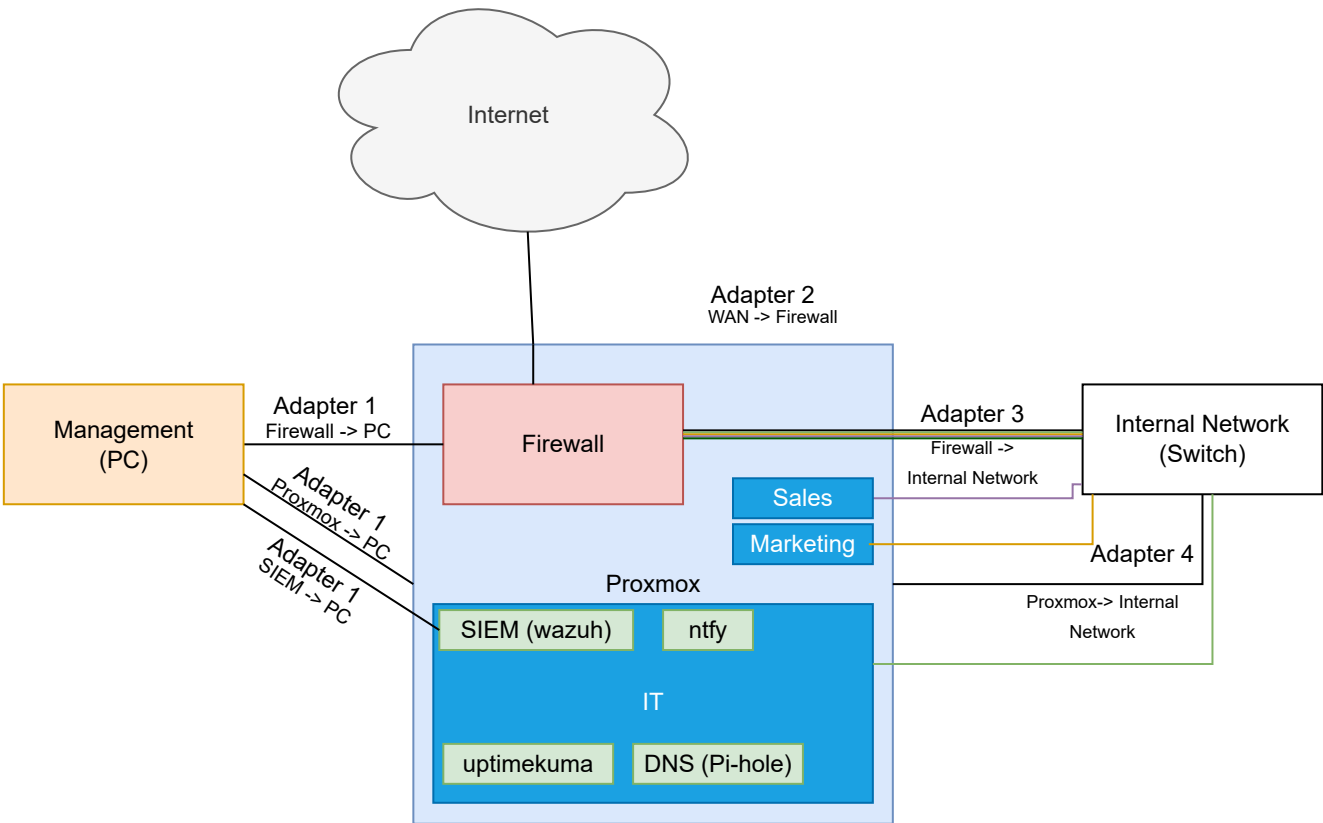 Internet
Adapter 2
WAN -> Firewall
Management
(PC)
Adapter 1
Firewall -> PC
Firewall
Adapter 3
Firewall ->
Internal Network
Internal Network
(Switch)
Adapter 1
Proxmox -> PC
Sales
Marketing
Adapter 4
Proxmox-> Internal
Network
Adapter 1
SIEM -> PC
Proxmox
SIEM (wazuh)
ntfy
IT
uptimekuma
DNS (Pi-hole)